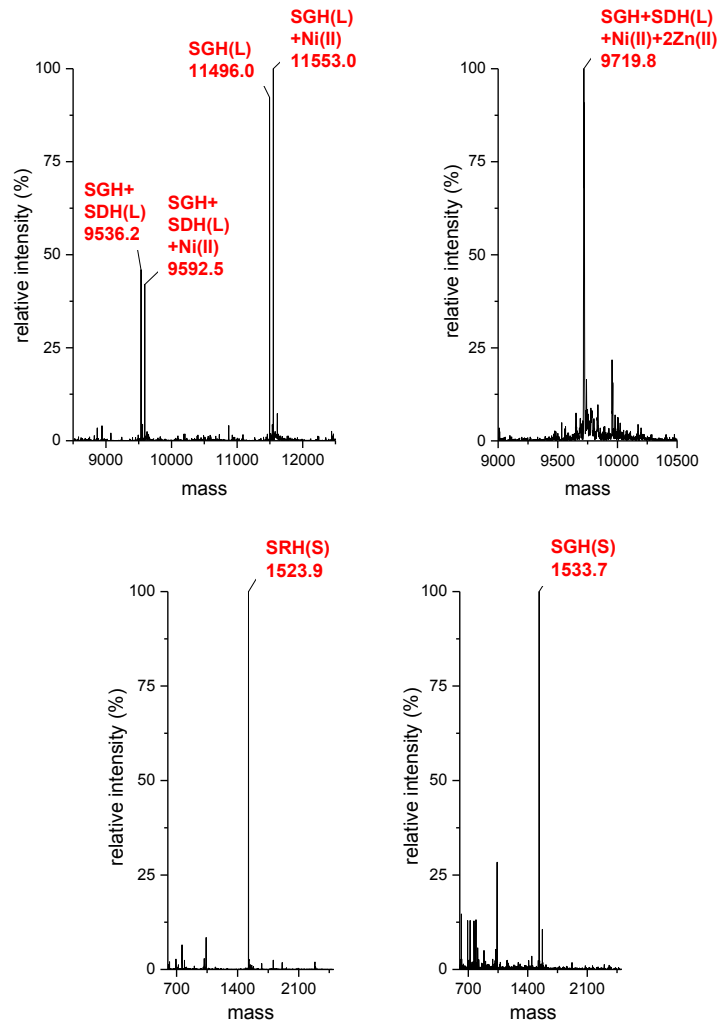 SGH(L)
11496.0
SGH(L)
+Ni(II)
11553.0
SGH+
SDH(L)
9536.2
SGH+
SDH(L)
+Ni(II)
9592.5
relative intensity (%)
100
75
50
25
0
9000 10000 11000 12000
mass
SGH+SDH(L)
+Ni(II)+2Zn(II)
9719.8
relative intensity (%)
100
75
50
25
0
9000 9500 10000 10500
mass
SRH(S)
1523.9
relative intensity (%)
100
75
50
25
0
700 1400 2100
mass
SGH(S)
1533.7
relative intensity (%)
100
75
50
25
0
700 1400 2100
mass